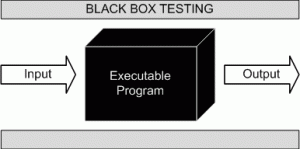 BLACK BOX TESTING
Input
Executable
Program
Output